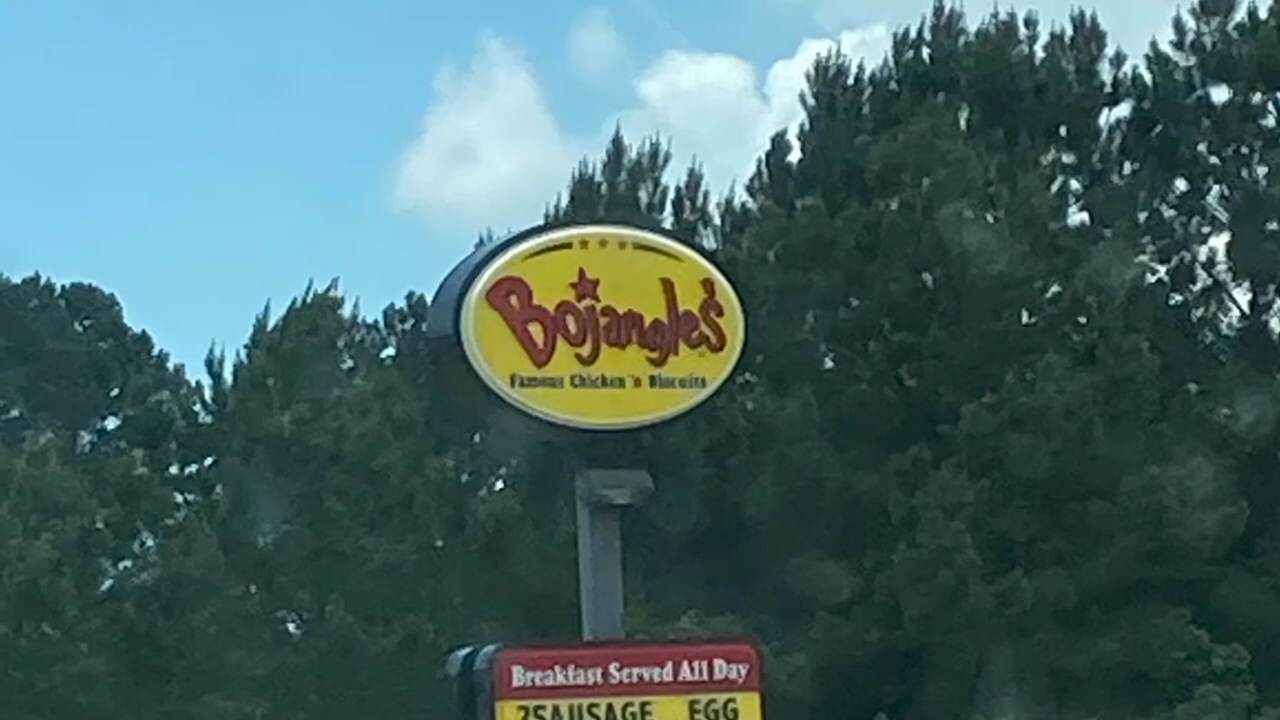 Bojangles'
Famous Chicken 'n Biscuits
Breakfast Served All Day
2SAUSAGE EGG